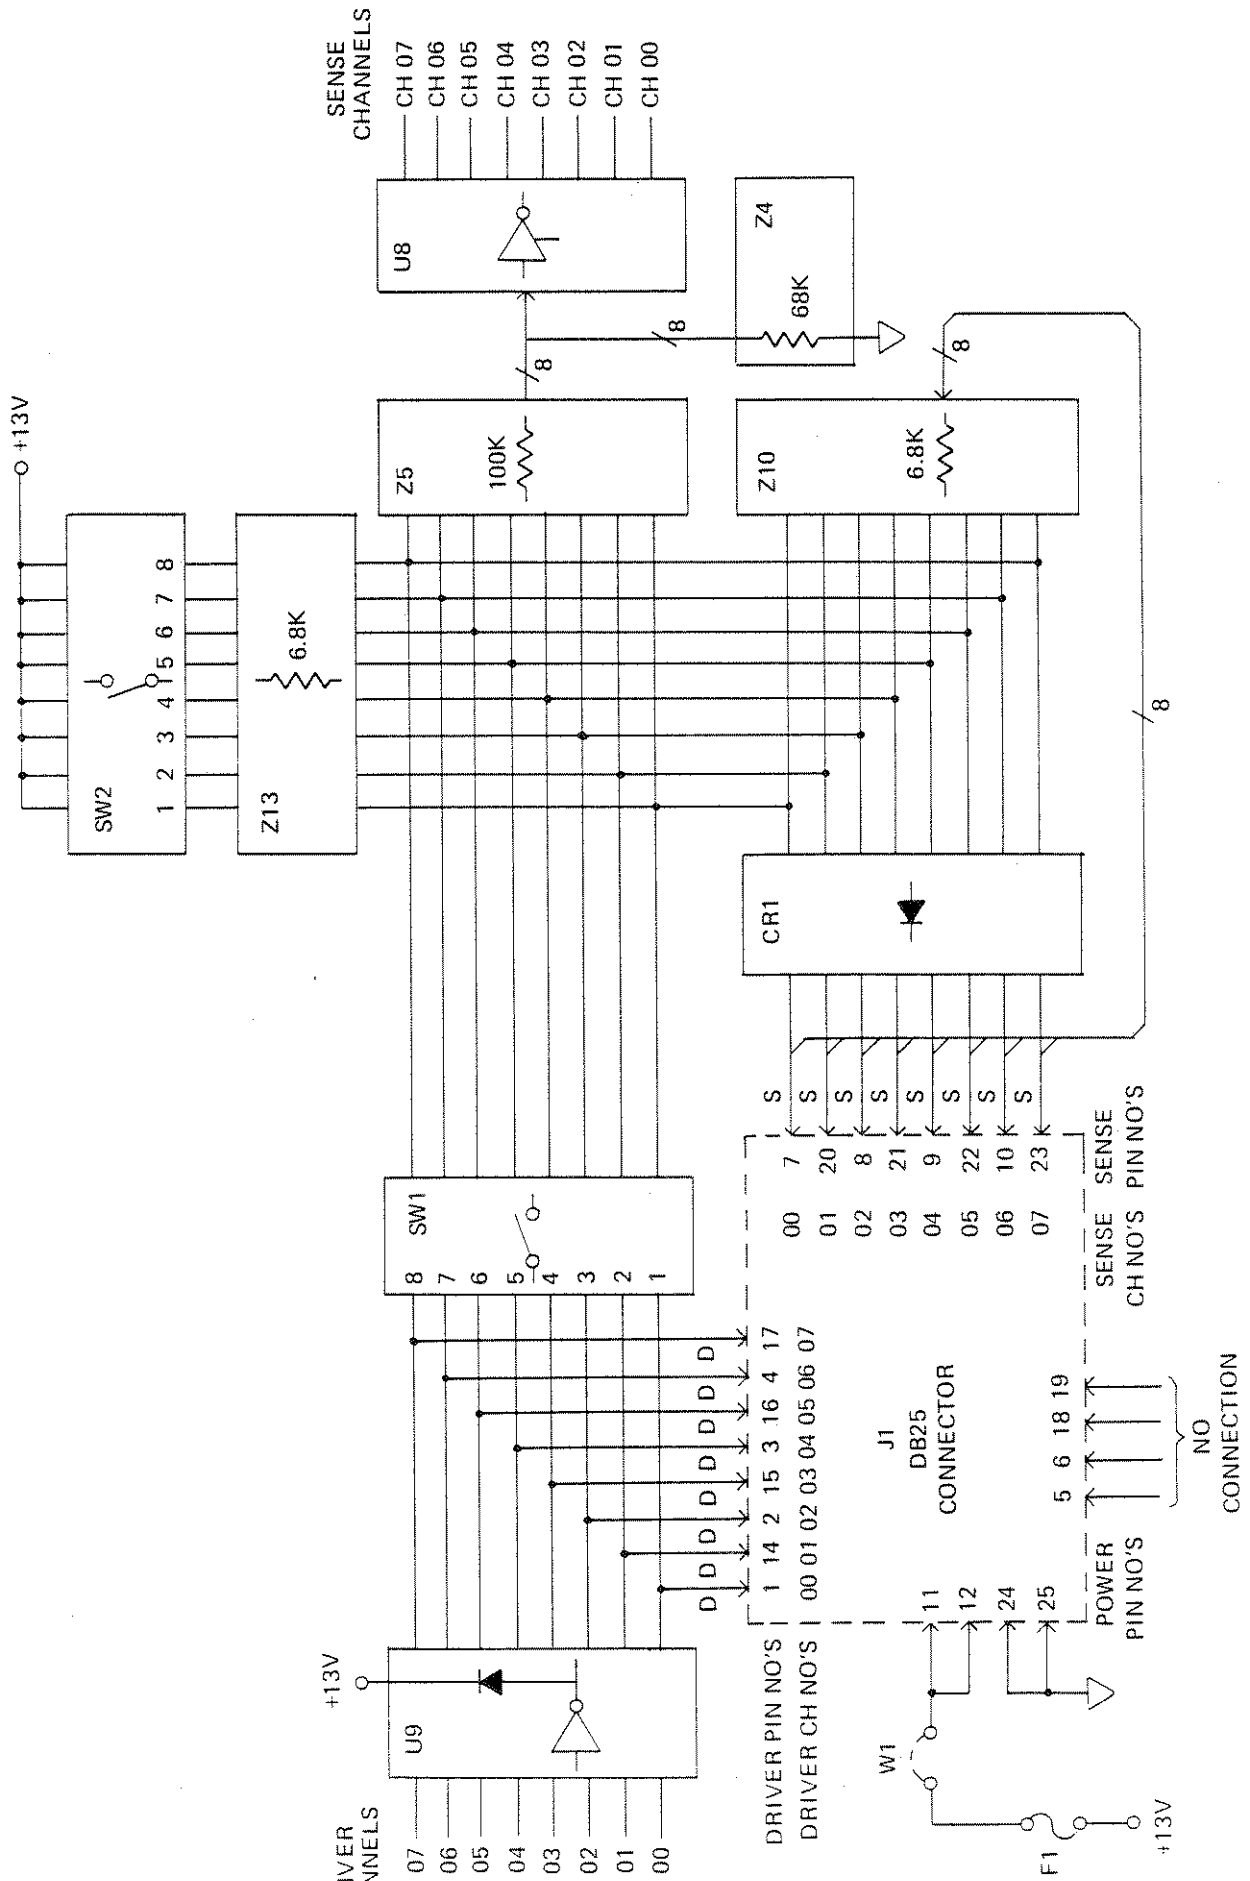 +13V
SW2
1 2 3 4 5 6 7 8
Z13
6.8K
SENSE
CHANNELS
CH 07
CH 06
CH 05
CH 04
CH 03
CH 02
CH 01
CH 00
U8
Z5
100K
8
8
Z4
68K
Z10
6.8K
8
8
CR1
SW1
8
7
6
5
4
3
2
1
+13V
U9
IVER
NNELS
07
06
05
04
03
02
01
00
D D D D D D D D
DRIVER PIN NO'S
1 14 2 15 3 16 4 17
DRIVER CH NO'S
00 01 02 03 04 05 06 07
S
S
S
S
S
S
S
S
00 7
01 20
02 8
03 21
04 9
05 22
06 10
07 23
SENSE SENSE
CH NO'S PIN NO'S
J1
DB25
CONNECTOR
11
12
24
25
POWER
PIN NO'S
5 6 18 19
NO
CONNECTION
W1
F1
+13V